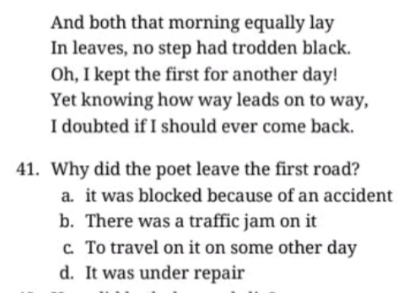 And both that morning equally lay
In leaves, no step had trodden black.
Oh, I kept the first for another day!
Yet knowing how way leads on to way,
I doubted if I should ever come back.
41. Why did the poet leave the first road?
a. it was blocked because of an accident
b. There was a traffic jam on it
c. To travel on it on some other day
d. It was under repair